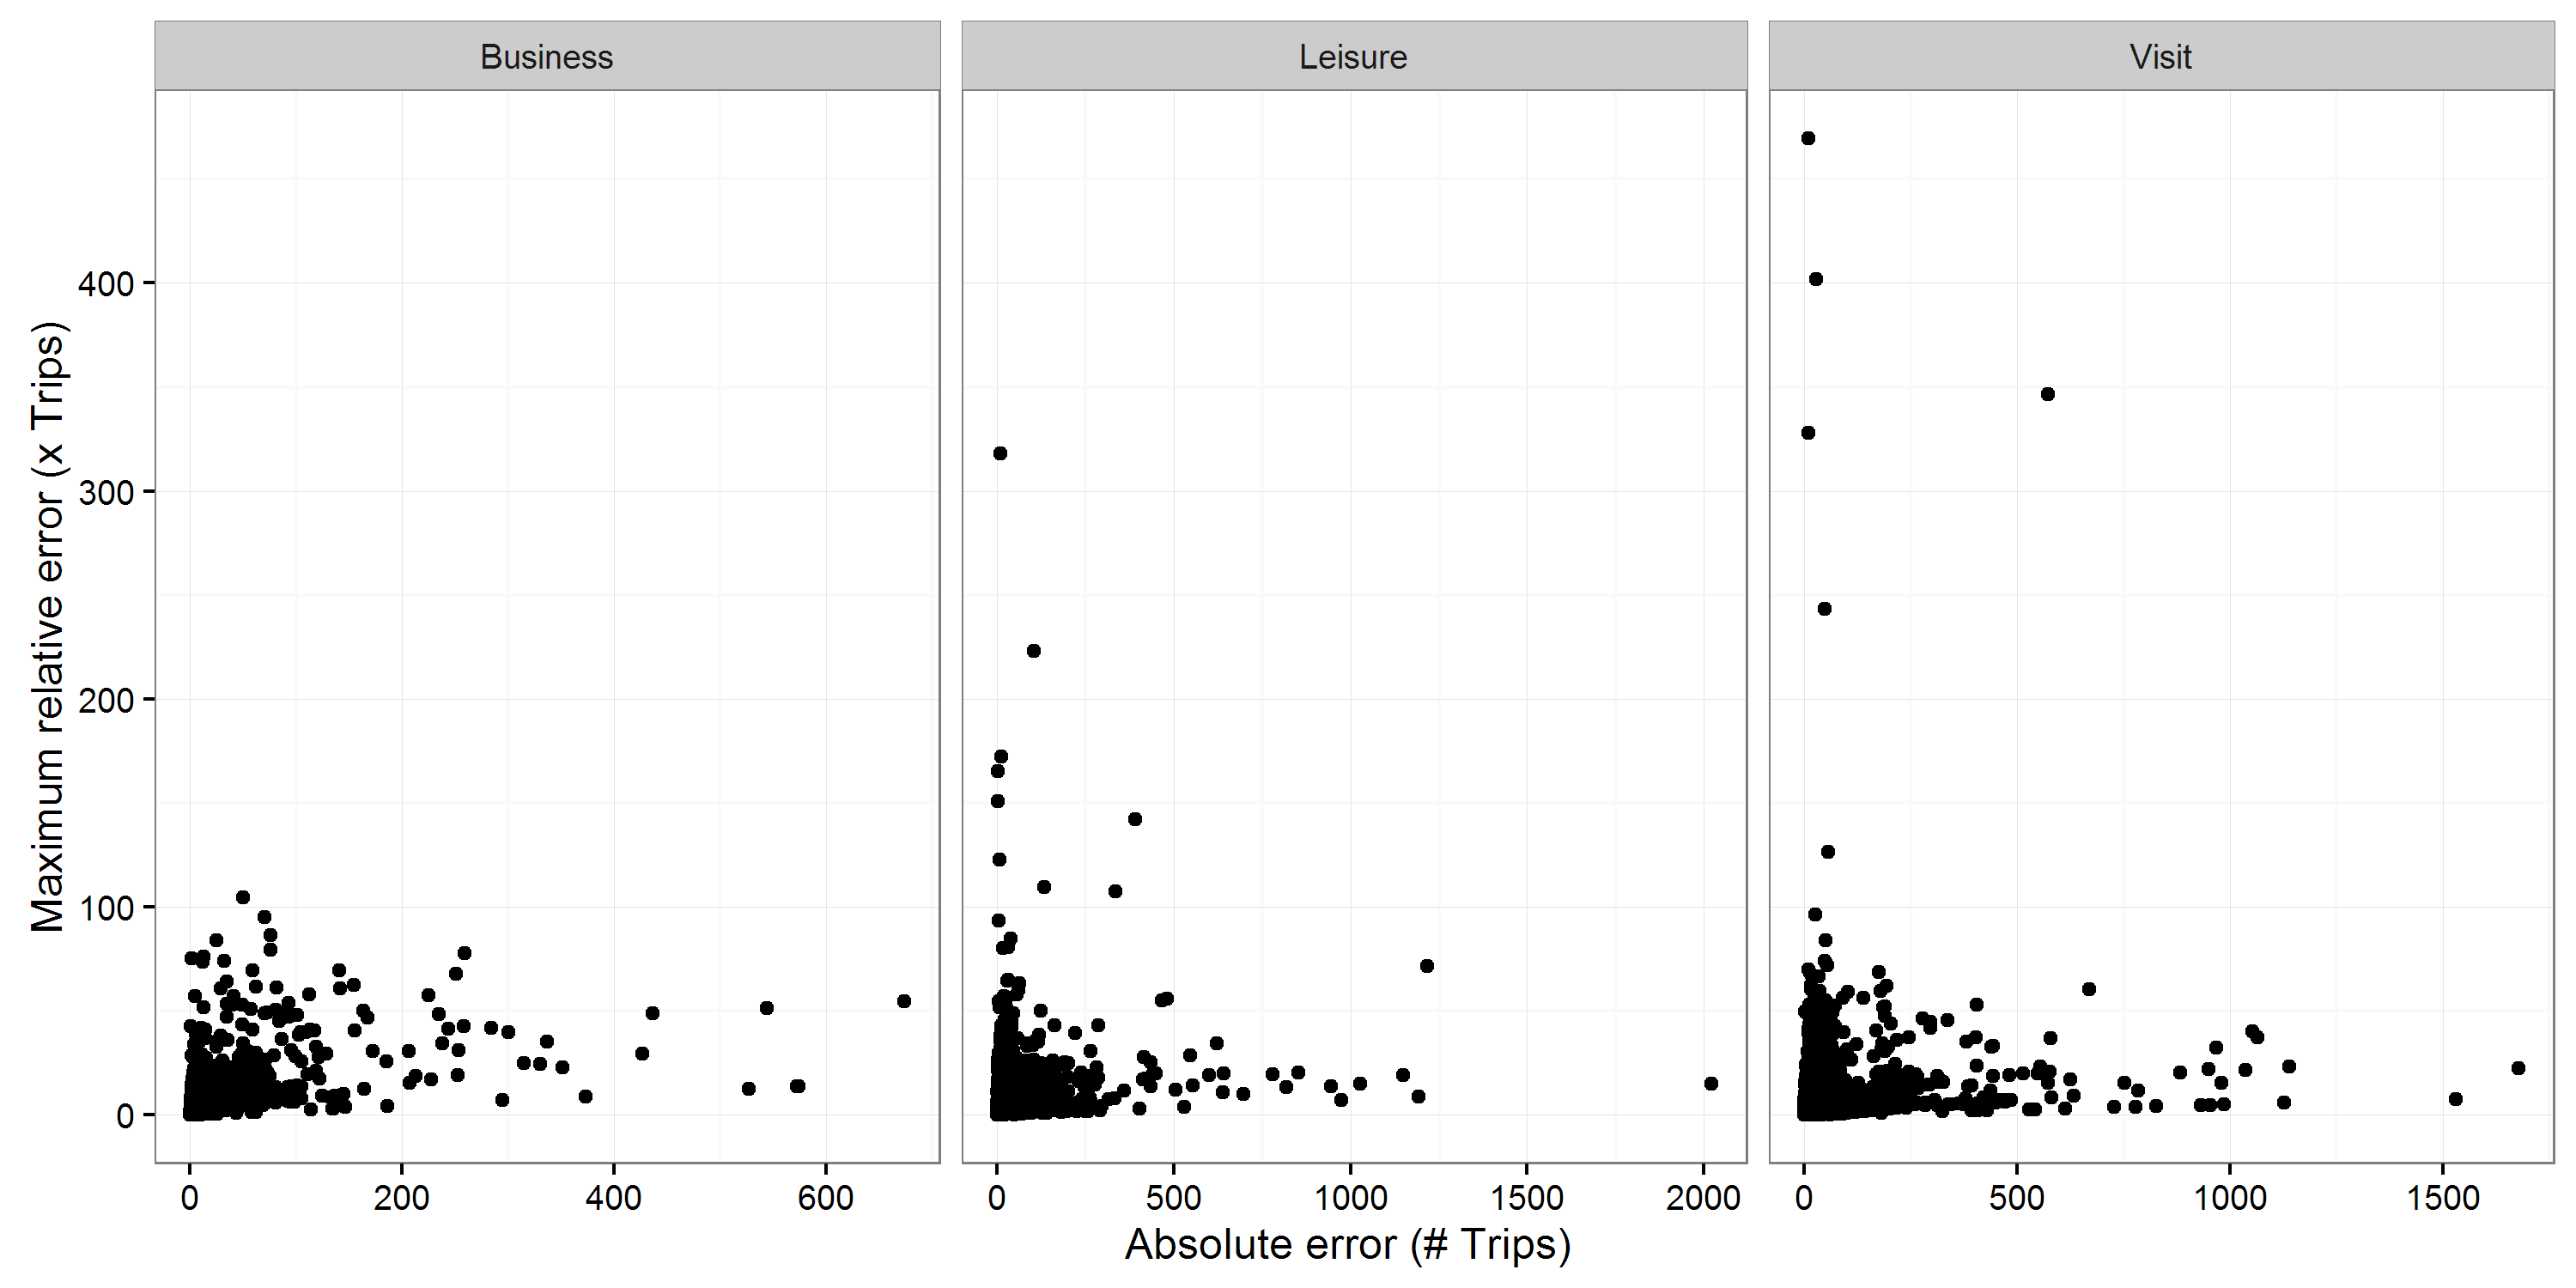 Business Leisure Visit
Maximum relative error (x Trips)
400
300
200
100
0
0 200 400 600 0 500 1000 1500 2000 0 500 1000 1500
Absolute error (# Trips)